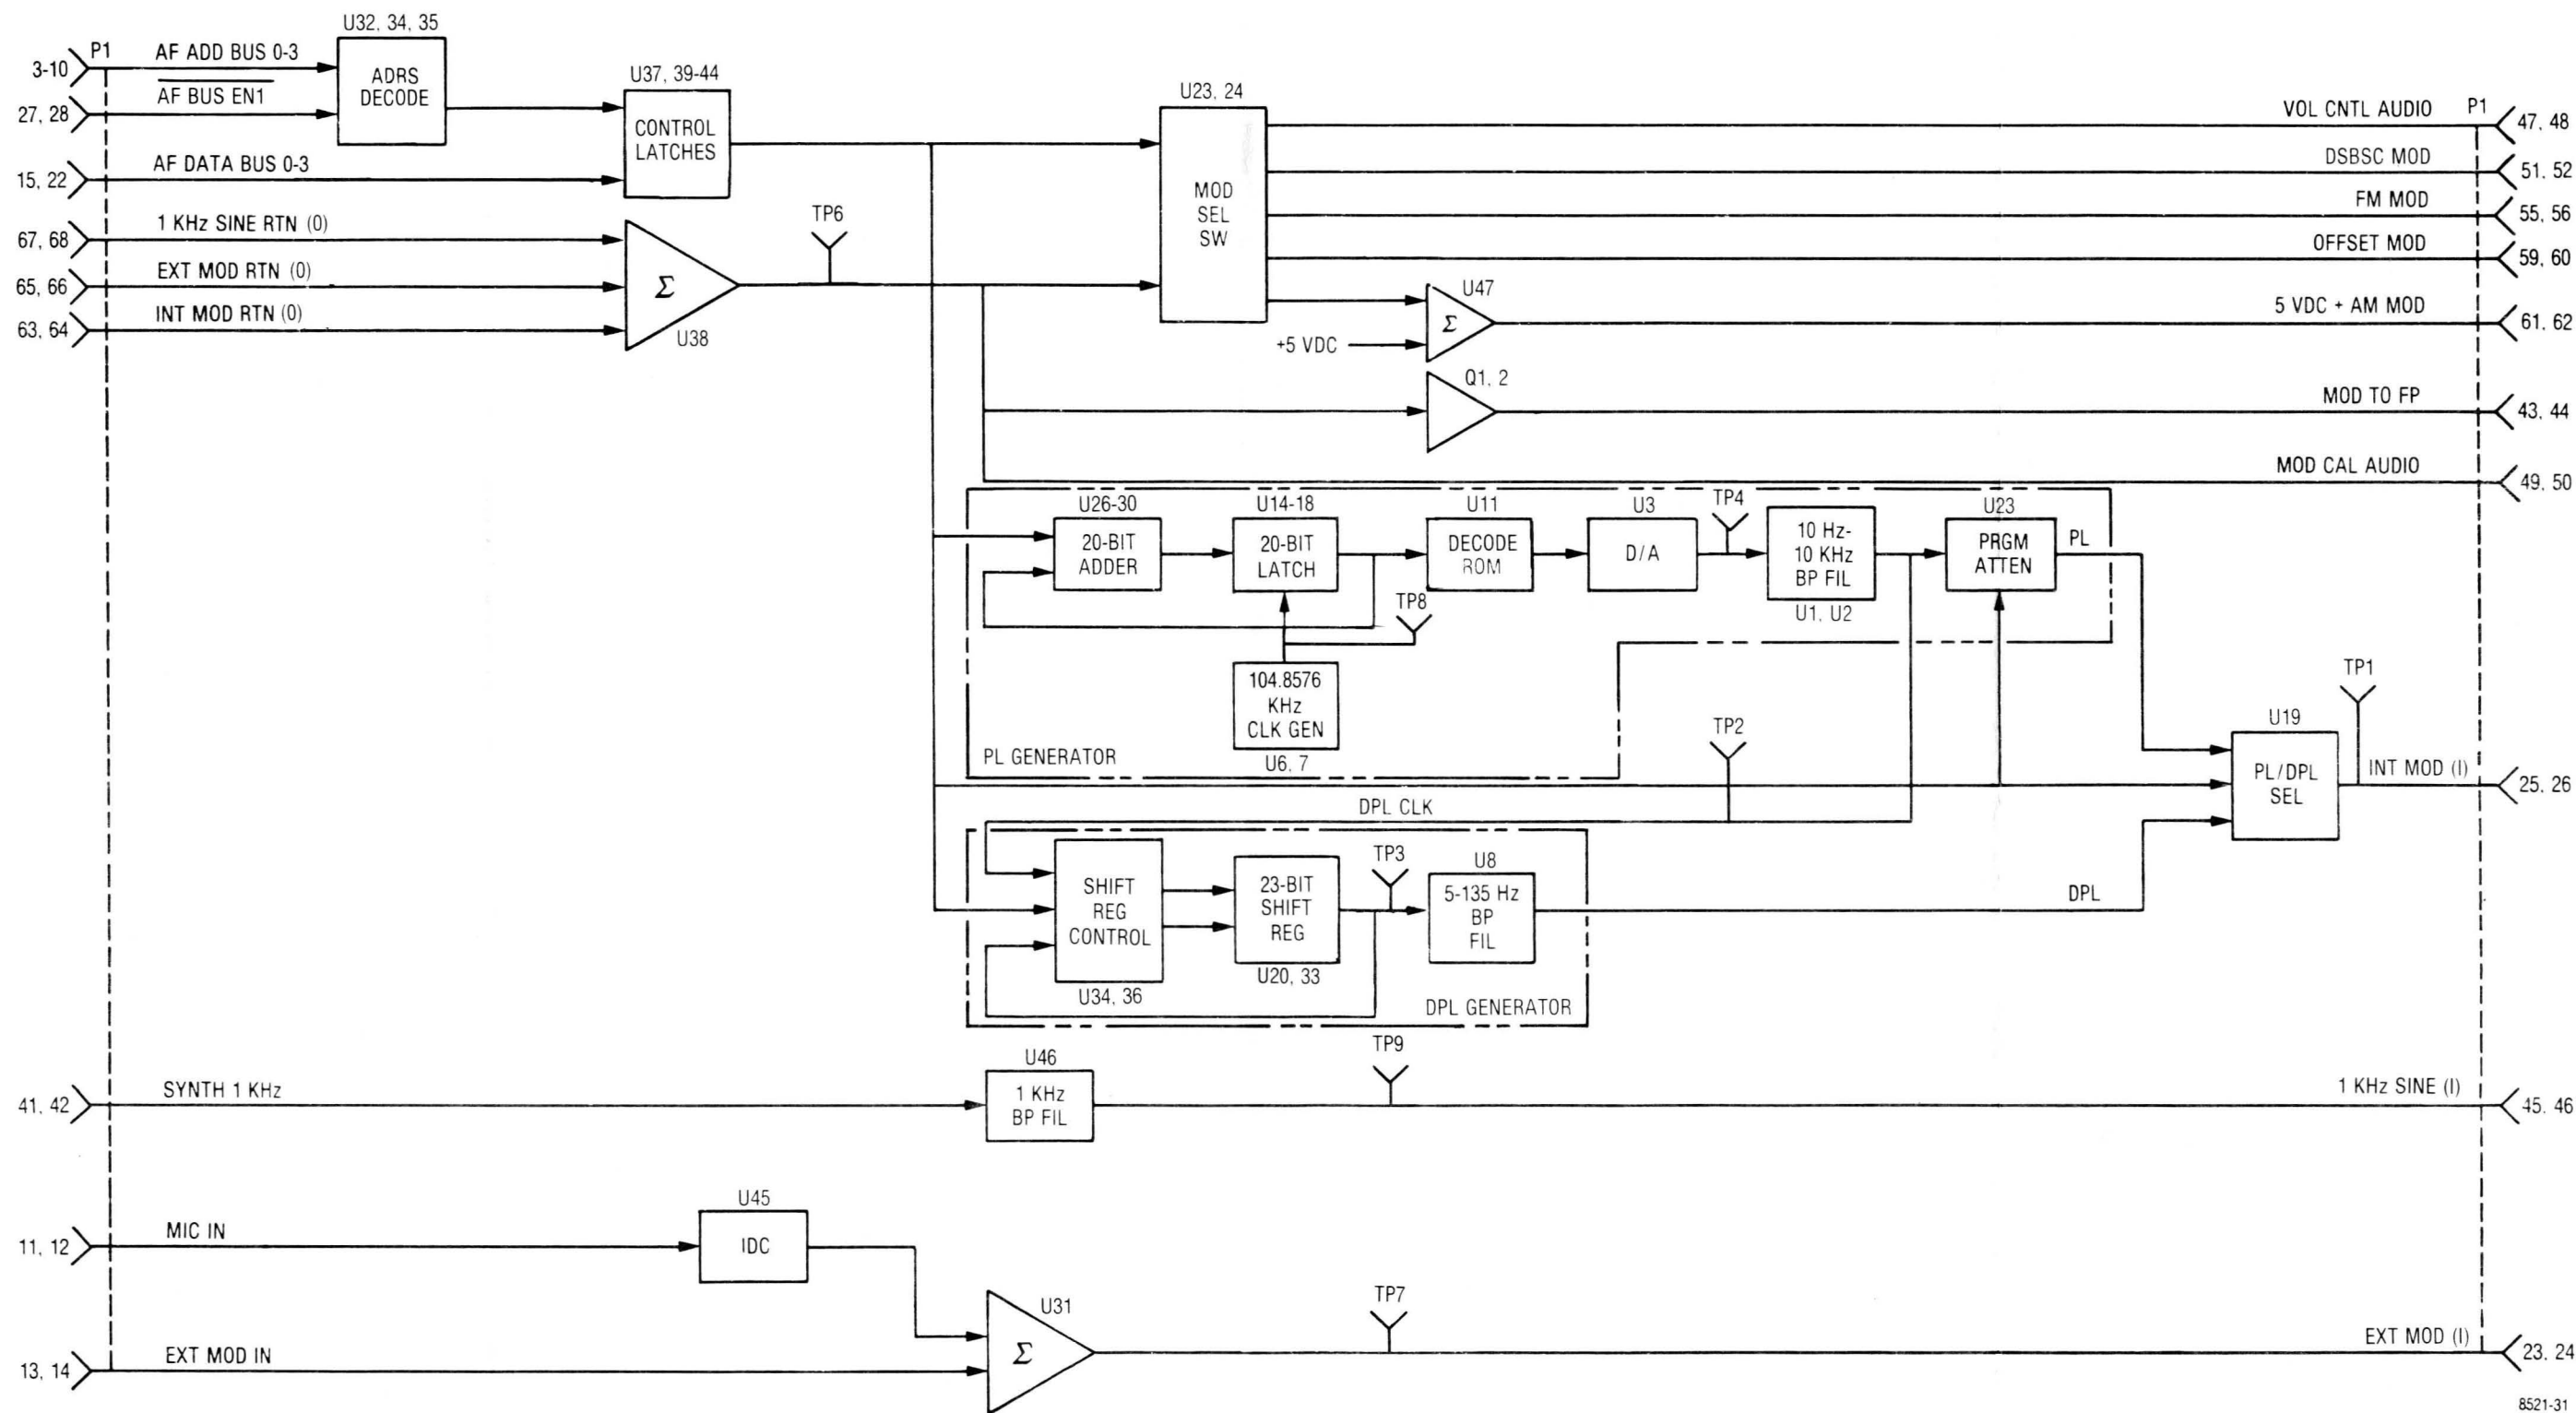 U32, 34, 35
P1
3-10
AF ADD BUS 0-3
ADRS
DECODE
27, 28
AF BUS EN1
U37, 39-44
CONTROL
LATCHES
15, 22
AF DATA BUS 0-3
67, 68
1 KHz SINE RTN (0)
65, 66
EXT MOD RTN (0)
63, 64
INT MOD RTN (0)
Σ
U38
TP6
U23, 24
MOD
SEL
SW
VOL CNTL AUDIO
P1
47, 48
DSBSC MOD
51, 52
FM MOD
55, 56
OFFSET MOD
59, 60
U47
Σ
+5 VDC
5 VDC + AM MOD
61, 62
Q1, 2
MOD TO FP
43, 44
MOD CAL AUDIO
49, 50
U26-30
20-BIT
ADDER
U14-18
20-BIT
LATCH
U11
DECODE
ROM
U3
D/A
TP4
10 Hz-
10 KHz
BP FIL
U1, U2
U23
PRGM
ATTEN
PL
TP8
104.8576
KHz
CLK GEN
U6, 7
PL GENERATOR
TP2
TP1
U19
PL/DPL
SEL
INT MOD (I)
25, 26
DPL CLK
SHIFT
REG
CONTROL
U34, 36
23-BIT
SHIFT
REG
U20, 33
TP3
U8
5-135 Hz
BP
FIL
DPL
DPL GENERATOR
41, 42
SYNTH 1 KHz
U46
1 KHz
BP FIL
TP9
1 KHz SINE (I)
45, 46
11, 12
MIC IN
U45
IDC
13, 14
EXT MOD IN
U31
Σ
TP7
EXT MOD (I)
23, 24
8521-31